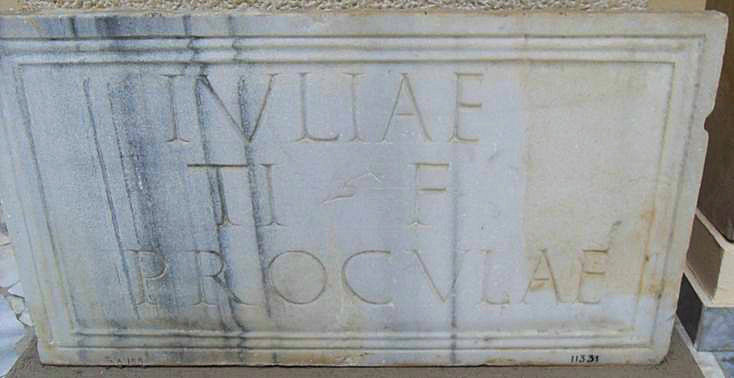 IVLIAE
TI F
PROCVLAE
11331